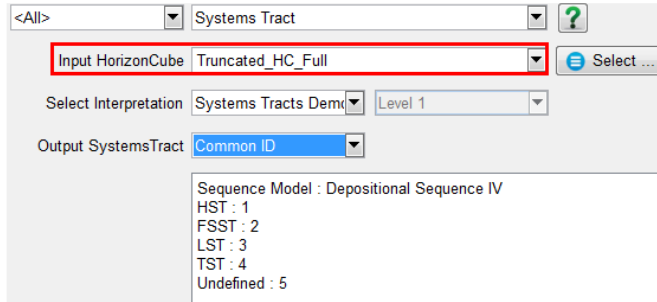 <All> Systems Tract ?
Input HorizonCube Truncated_HC_Full Select ...
Select Interpretation Systems Tracts Dem Level 1
Output SystemsTract Common ID
Sequence Model : Depositional Sequence IV
HST : 1
FSST : 2
LST : 3
TST : 4
Undefined : 5